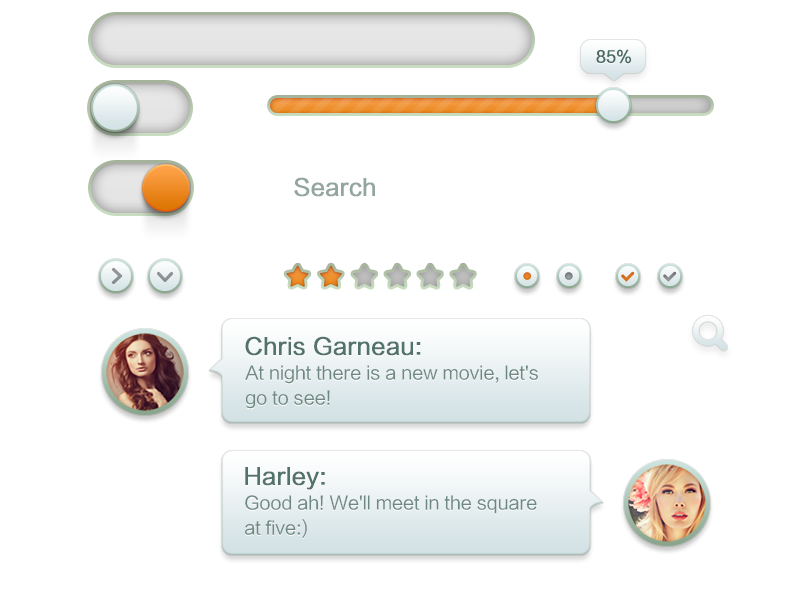 85%
Search
Chris Garneau:
At night there is a new movie, let's
go to see!
Harley:
Good ah! We'll meet in the square
at five:)